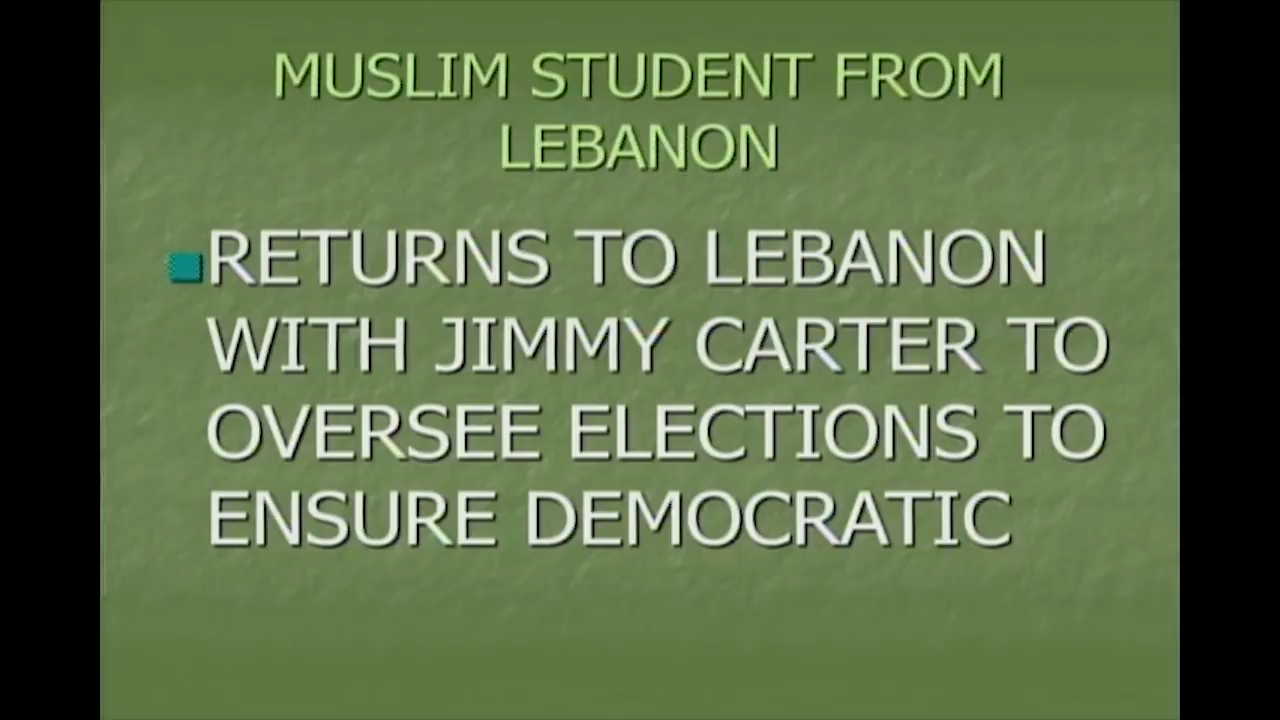 MUSLIM STUDENT FROM
LEBANON
RETURNS TO LEBANON
WITH JIMMY CARTER TO
OVERSEE ELECTIONS TO
ENSURE DEMOCRATIC